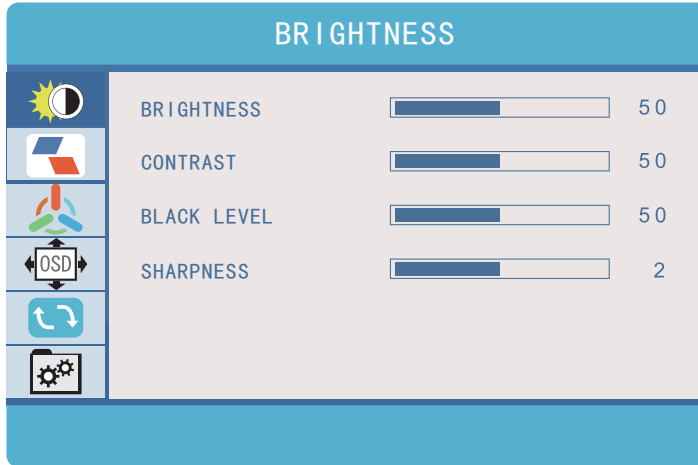 BRIGHTNESS
BRIGHTNESS 50
CONTRAST 50
BLACK LEVEL 50
OSD
SHARPNESS 2